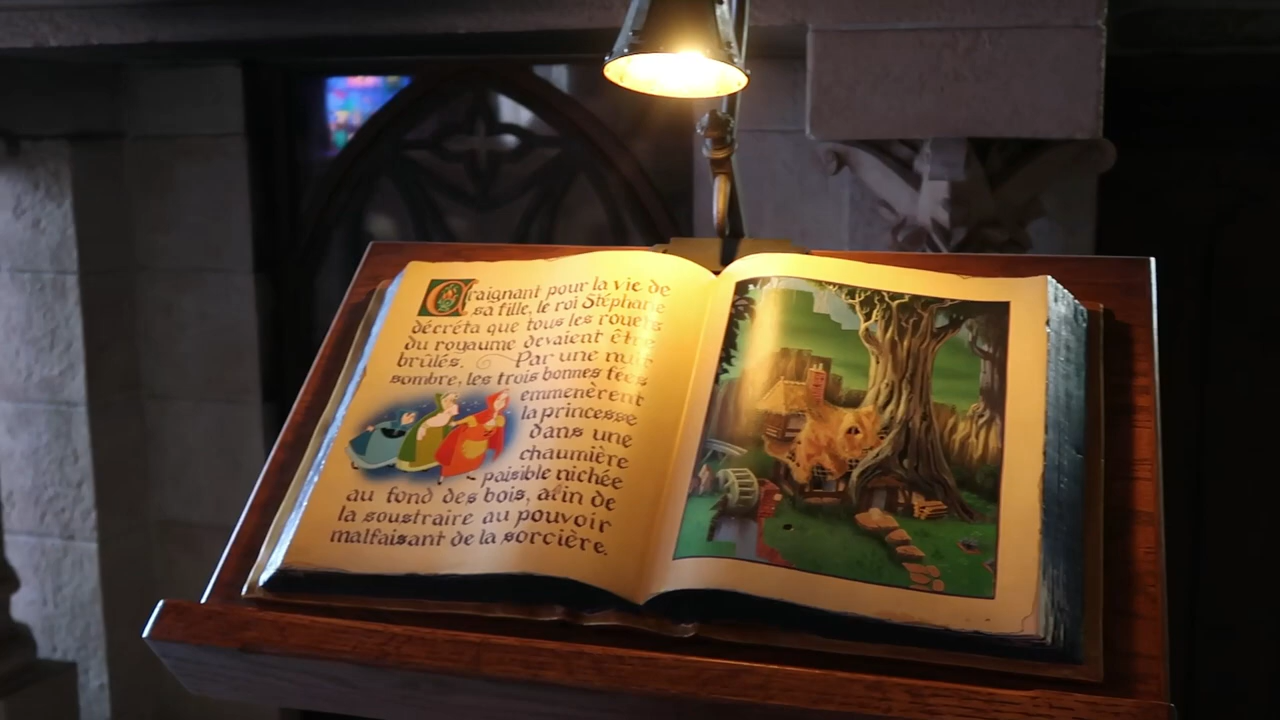 Craignant pour la vie de
sa fille, le roi Stéphane
décréta que tous les rouets
du royaume devaient être
brûlés. Par une nuit
sombre, les trois bonnes fées
emmenèrent
la princesse
dans une
chaumière
paisible nichée
au fond des bois, afin de
la soustraire au pouvoir
malfaisant de la sorcière.